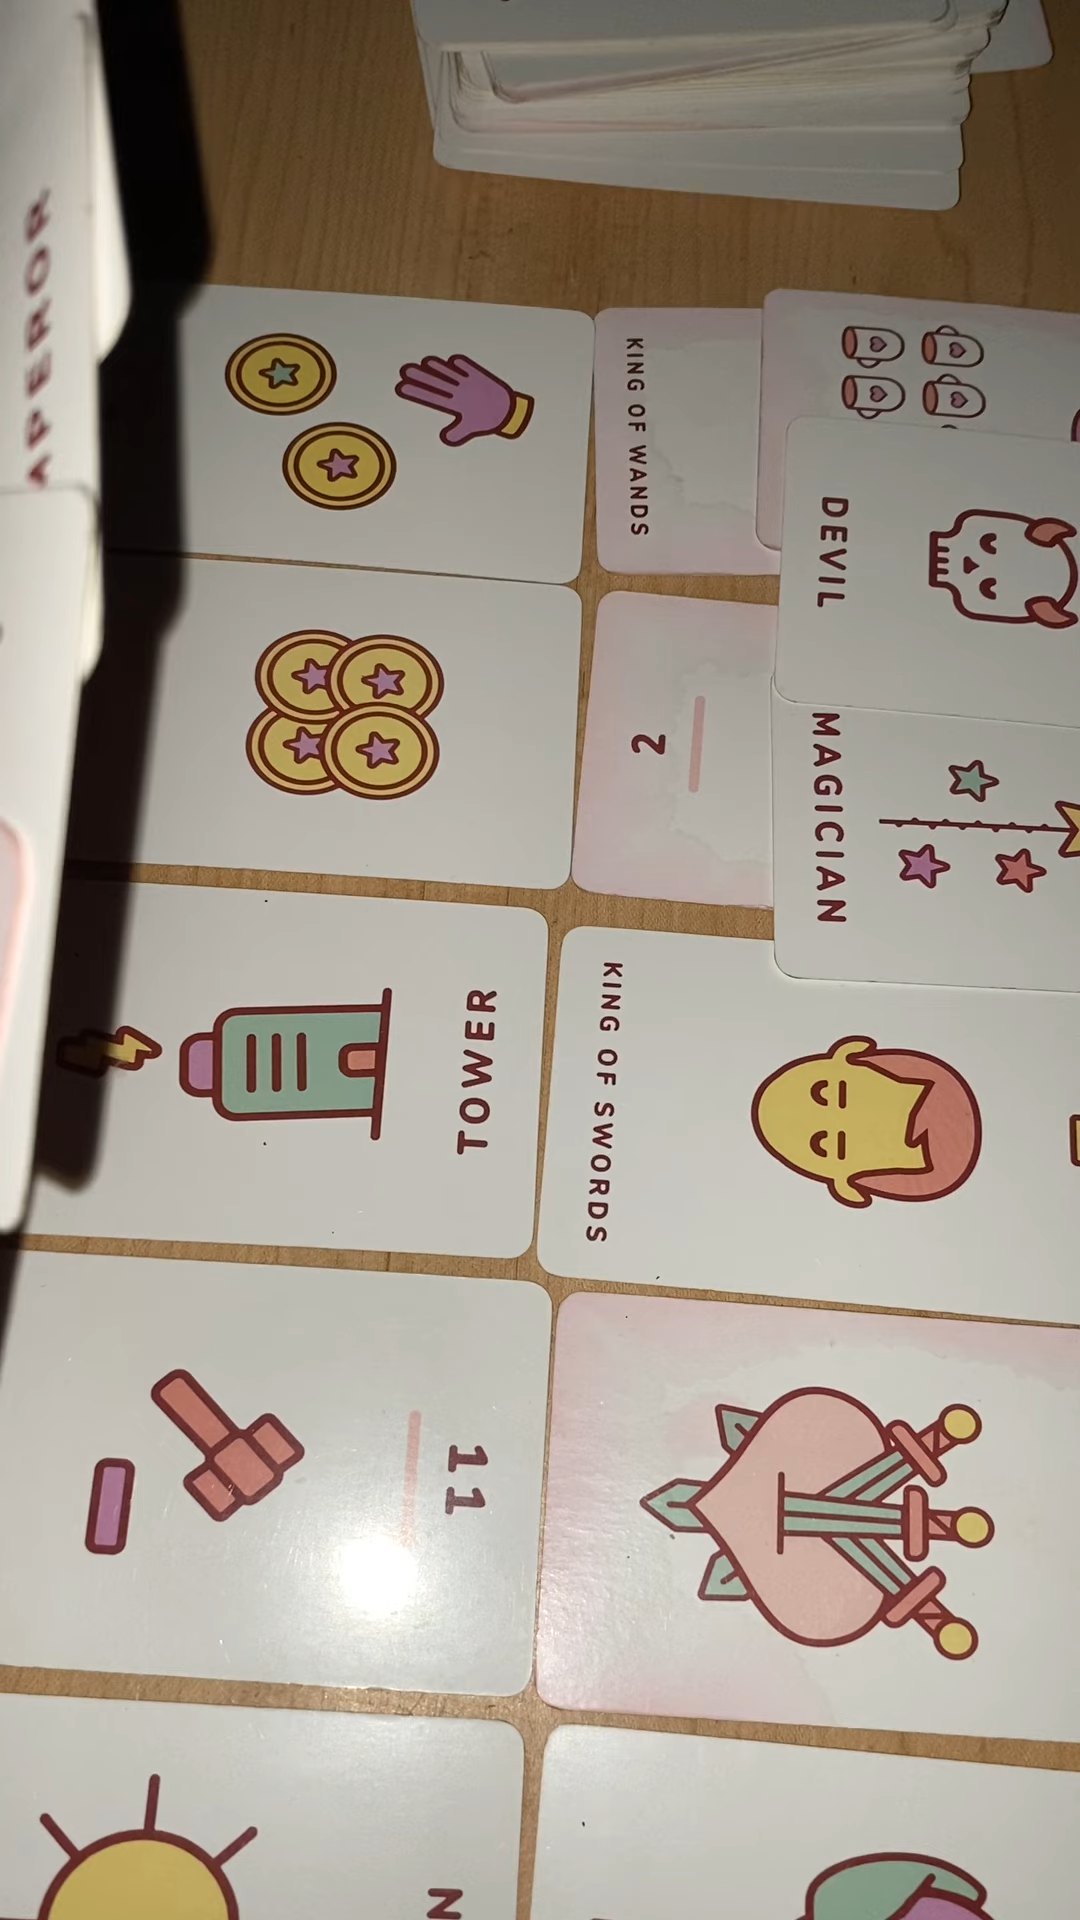 APEROR
KING OF WANDS
DEVIL
2
MAGICIAN
TOWER
KING OF SWORDS
11
N